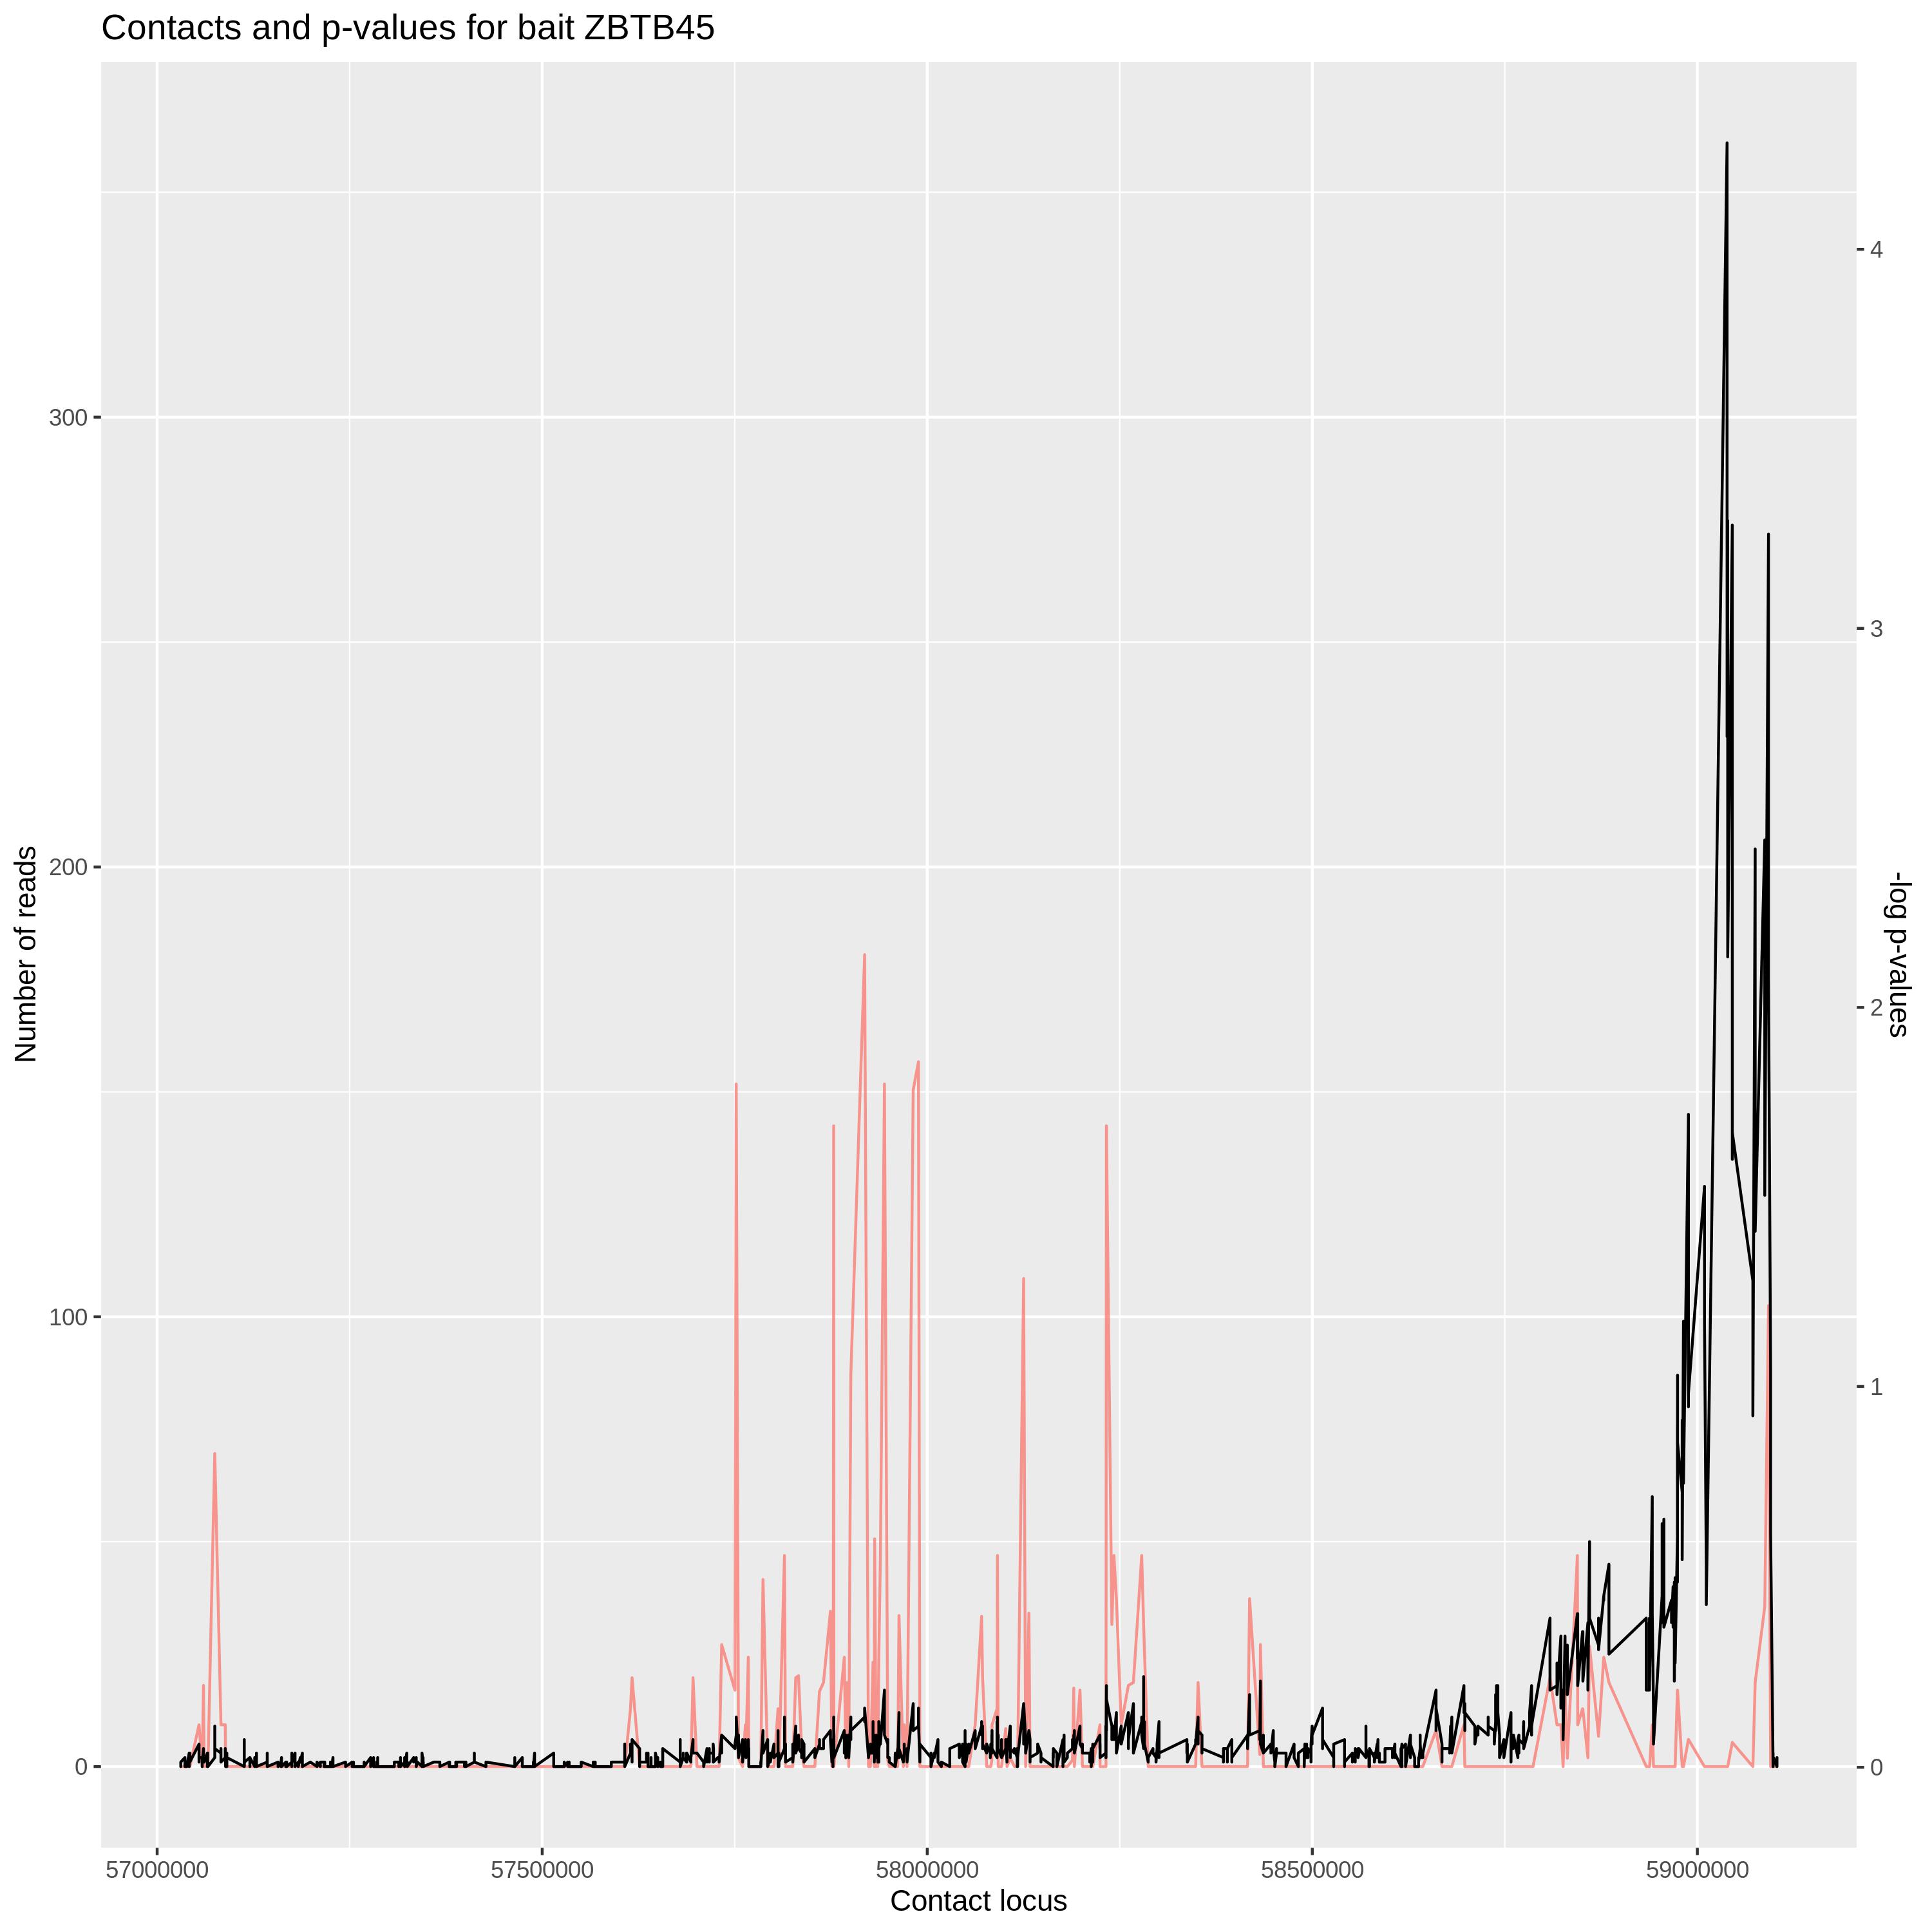 Contacts and p-values for bait ZBTB45
Number of reads
300
200
100
0
4
3
2
1
0
-log p-values
57000000 57500000 58000000 58500000 59000000
Contact locus